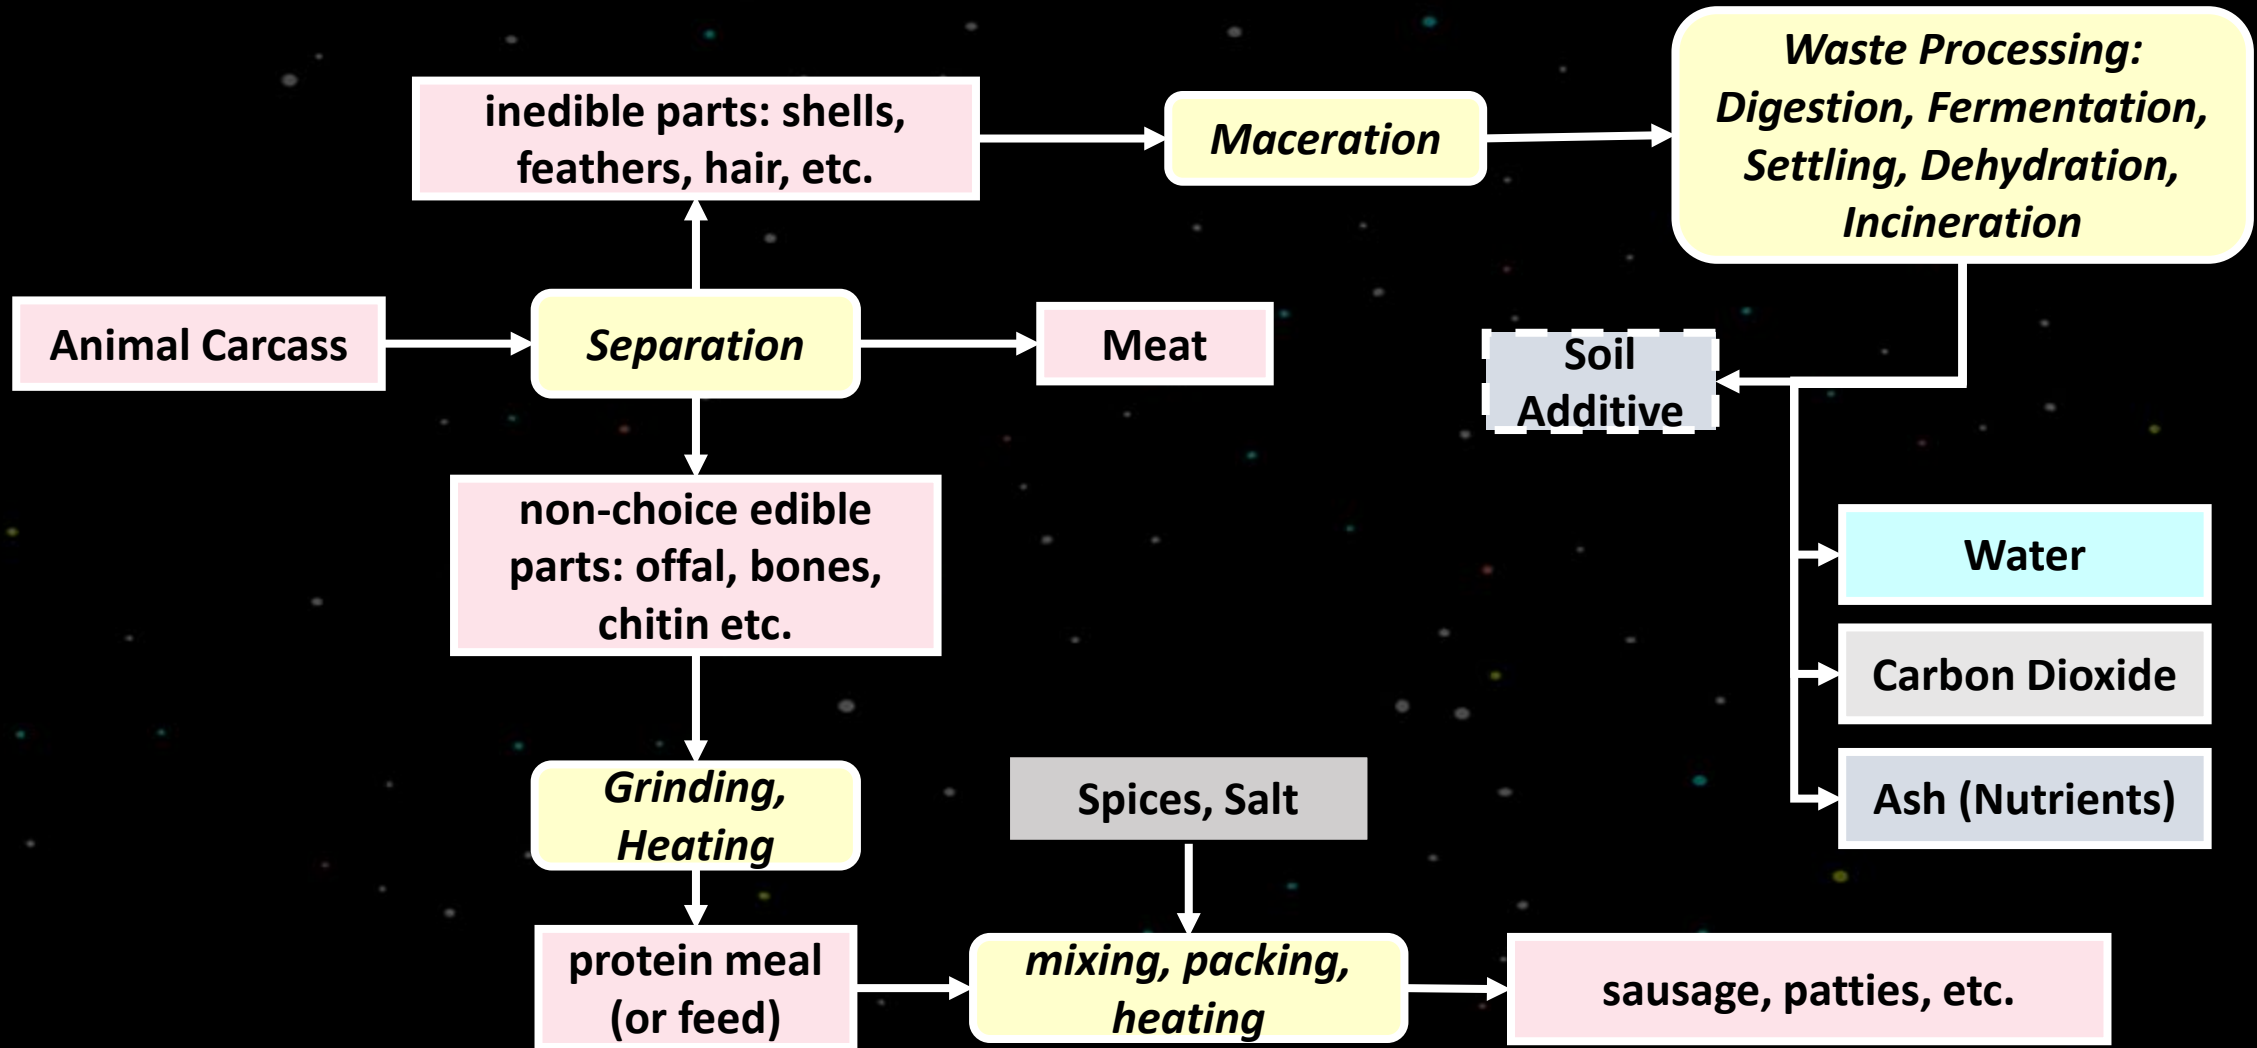 Waste Processing:
Digestion, Fermentation,
Settling, Dehydration,
Incineration
inedible parts: shells,
feathers, hair, etc.
Maceration
Animal Carcass
Separation
Meat
Soil
Additive
non-choice edible
parts: offal, bones,
chitin etc.
Water
Carbon Dioxide
Grinding,
Heating
Spices, Salt
Ash (Nutrients)
protein meal
(or feed)
mixing, packing,
heating
sausage, patties, etc.